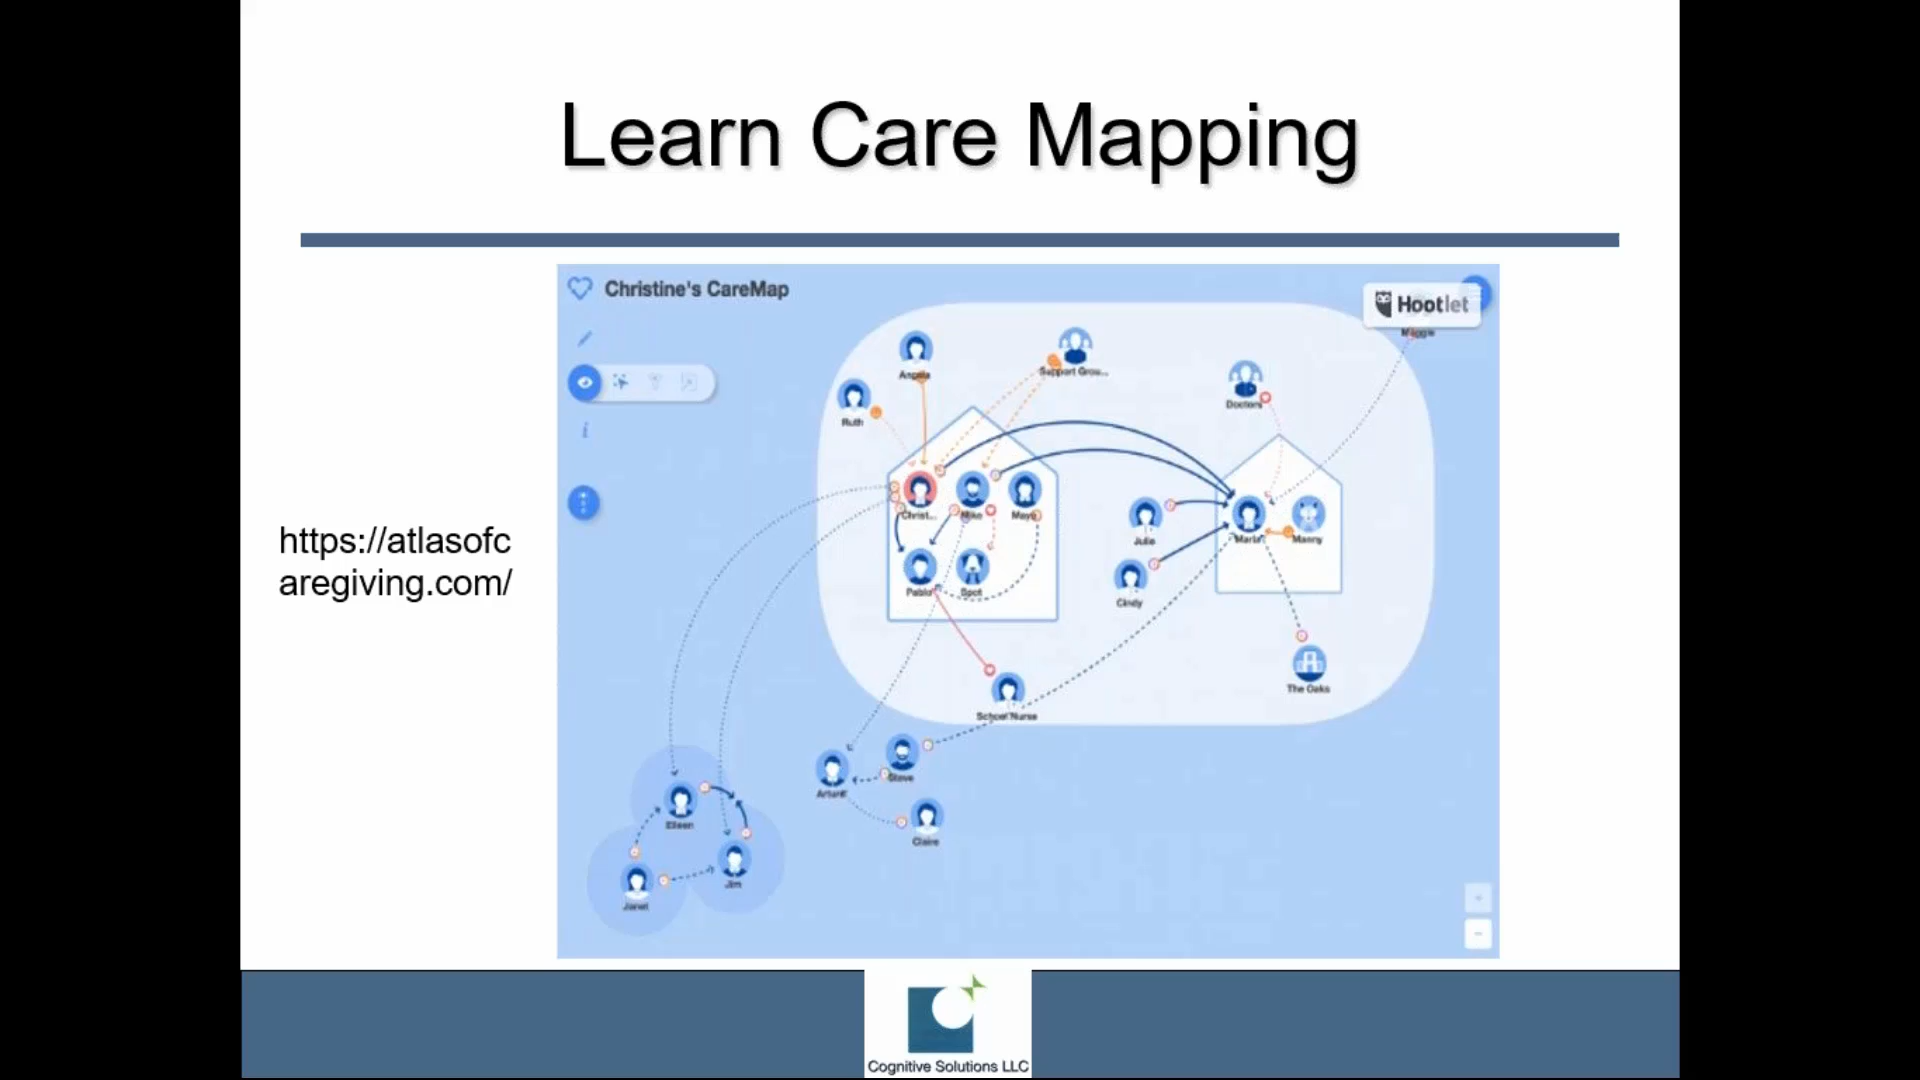 Learn Care Mapping
Christine's CareMap
Hootlet
Maggie
Angela
Support Grou...
Doctors
Ruth
Christ...
Mike
Maya
Maria
Manny
Julie
https://atlasofc
aregiving.com/
Pablo
Spot
Cindy
The Oaks
School Nurse
Steve
Eileen
Claire
Jim
Janet
Cognitive Solutions LLC